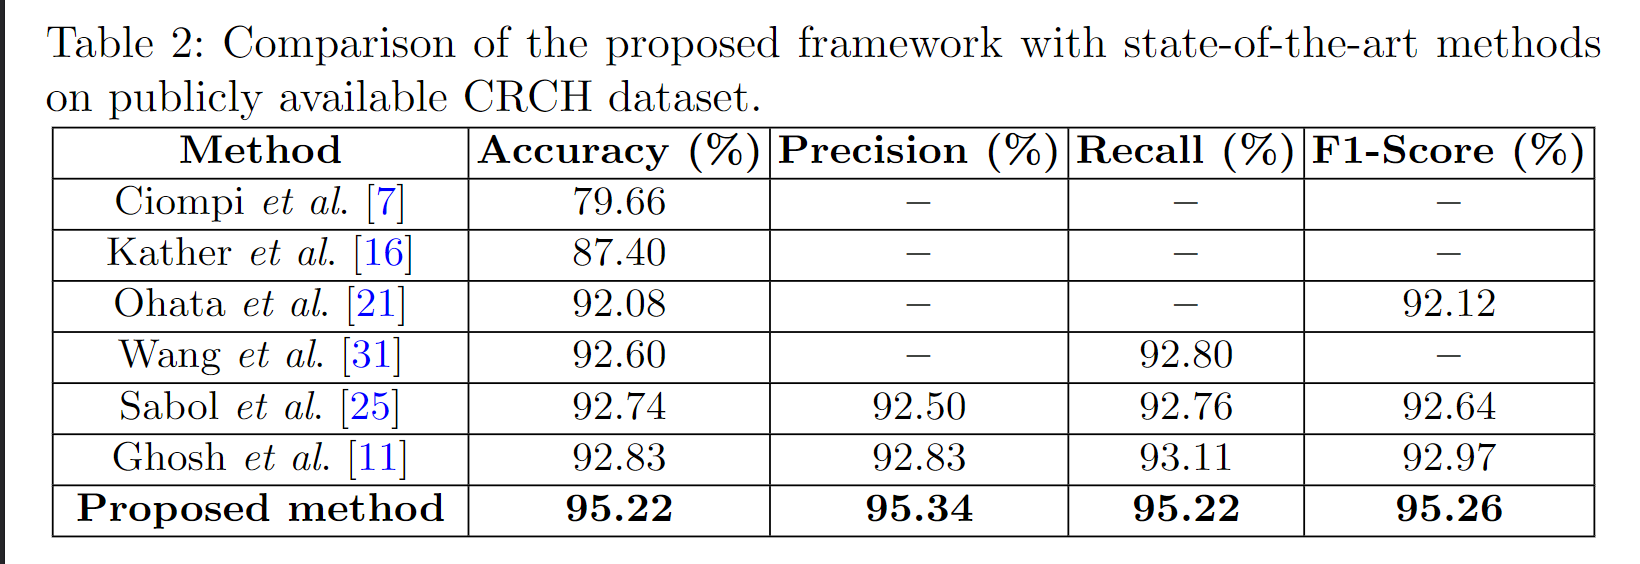 Table 2: Comparison of the proposed framework with state-of-the-art methods
on publicly available CRCH dataset.
Method Accuracy (%) Precision (%) Recall (%) F1-Score (%)
Ciompi et al. [7] 79.66 – – –
Kather et al. [16] 87.40 – – –
Ohata et al. [21] 92.08 – – 92.12
Wang et al. [31] 92.60 – 92.80 –
Sabol et al. [25] 92.74 92.50 92.76 92.64
Ghosh et al. [11] 92.83 92.83 93.11 92.97
Proposed method 95.22 95.34 95.22 95.26